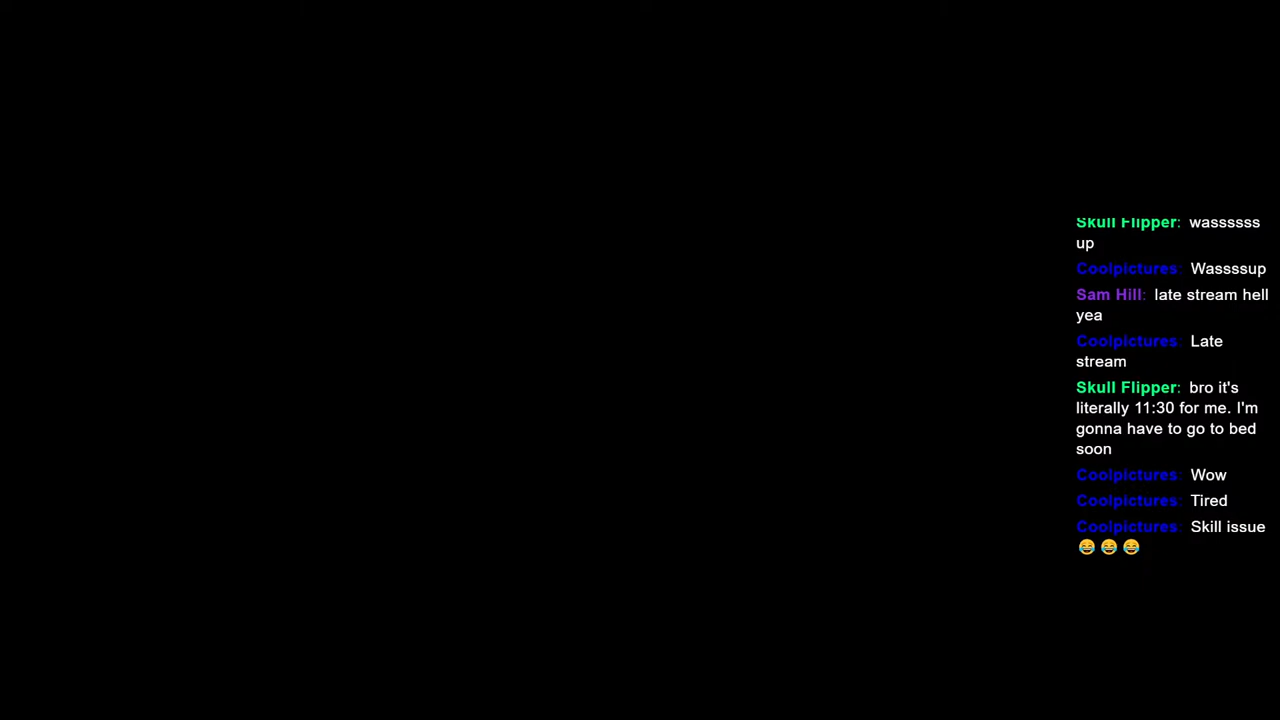 Skull Flipper: wassssss
up
Coolpictures: Wassssup
Sam Hill: late stream hell
yea
Coolpictures: Late
stream
Skull Flipper: bro it's
literally 11:30 for me. I'm
gonna have to go to bed
soon
Coolpictures: Wow
Coolpictures: Tired
Coolpictures: Skill issue
😂 😂 😂